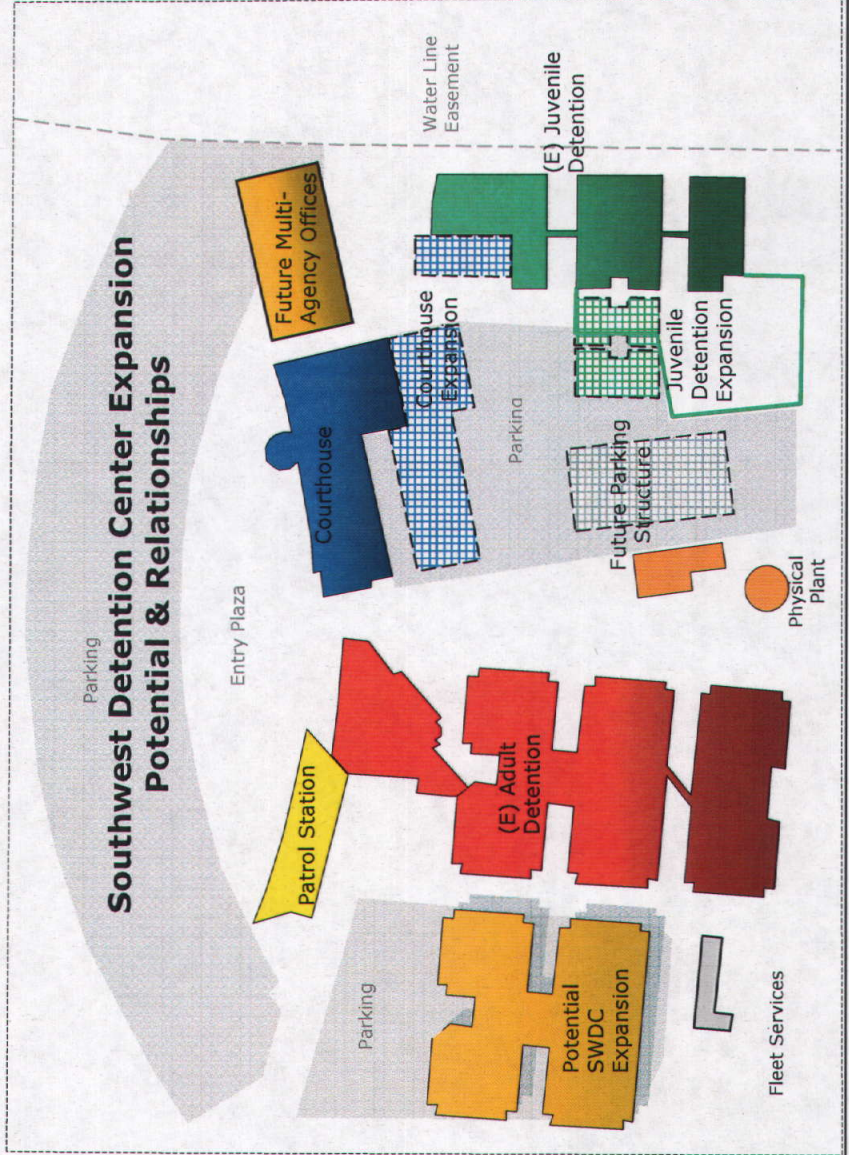 Southwest Detention Center Expansion
Potential & Relationships
Parking
Entry Plaza
Patrol Station
Parking
Potential
SWDC
Expansion
Fleet Services
(E) Adult
Detention
Courthouse
Future Multi-
Agency Offices
Courthouse
Expansion
Parking
Future Parking
Structure
Physical
Plant
Juvenile
Detention
Expansion
(E) Juvenile
Detention
Water Line
Easement